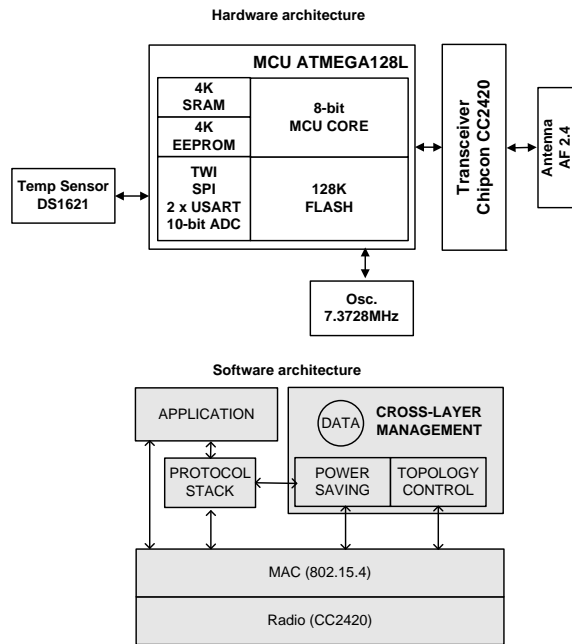 Hardware architecture
MCU ATMEGA128L
4K
SRAM
8-bit
MCU CORE
4K
EEPROM
TWI
SPI
2 x USART
10-bit ADC
128K
FLASH
Temp Sensor
DS1621
Transceiver
Chipcon CC2420
Antenna
AF 2.4
Osc.
7.3728MHz
Software architecture
APPLICATION
DATA
CROSS-LAYER
MANAGEMENT
PROTOCOL
STACK
POWER
SAVING
TOPOLOGY
CONTROL
MAC (802.15.4)
Radio (CC2420)